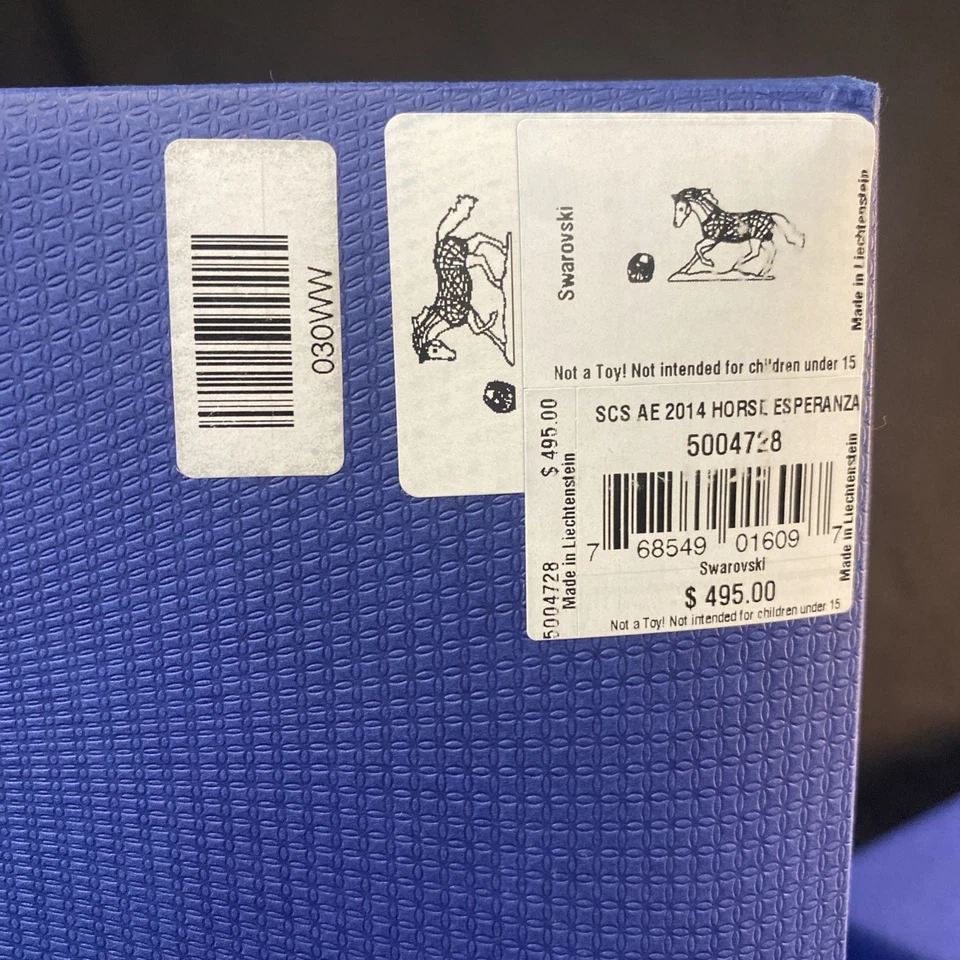 030WW
Swarovski
Made in Liechtenstein
Not a Toy! Not intended for children under 15
$ 495.00
5004728
Made in Liechtenstein
SCS AE 2014 HORSE ESPERANZA
5004728
7 68549 01609 7
Swarovski
$ 495.00
Not a Toy! Not intended for children under 15
Made in Liechtenstein